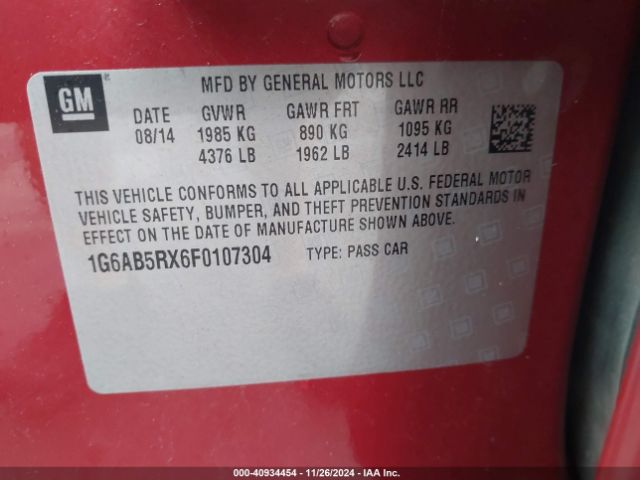 GM
MFD BY GENERAL MOTORS LLC
DATE GVWR GAWR FRT GAWR RR
08/14 1985 KG 890 KG 1095 KG
4376 LB 1962 LB 2414 LB
THIS VEHICLE CONFORMS TO ALL APPLICABLE U.S. FEDERAL MOTOR
VEHICLE SAFETY, BUMPER, AND THEFT PREVENTION STANDARDS IN
EFFECT ON THE DATE OF MANUFACTURE SHOWN ABOVE.
1G6AB5RX6F0107304 TYPE: PASS CAR
000-40934454 - 11/26/2024 - IAA Inc.